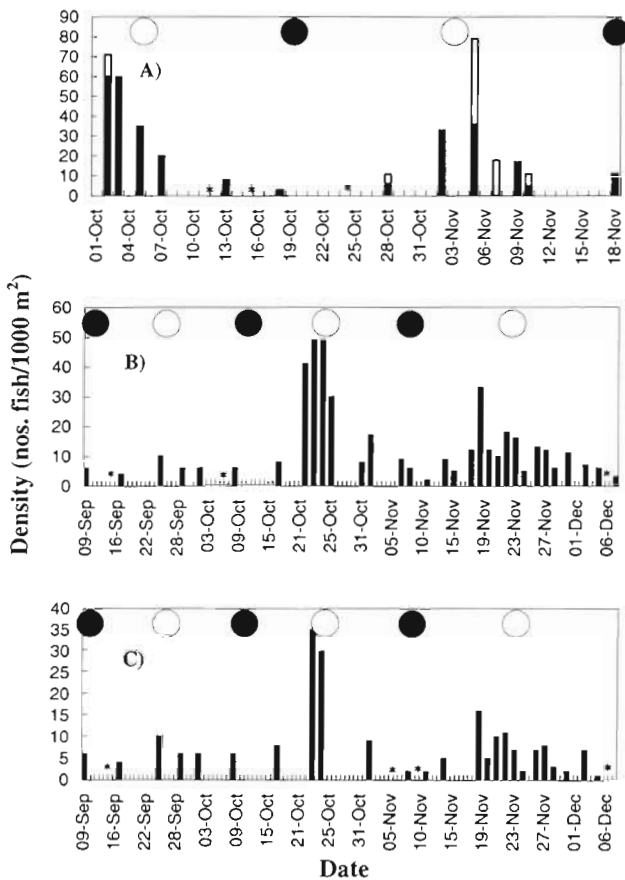 90
80
70
60
50
40
30
20
10
0
A)
*
*
*
01-Oct
04-Oct
07-Oct
10-Oct
13-Oct
16-Oct
19-Oct
22-Oct
25-Oct
28-Oct
31-Oct
03-Nov
06-Nov
09-Nov
12-Nov
15-Nov
18-Nov
Density (nos. fish/1000 m²)
60
50
40
30
20
10
0
B)
*
*
*
09-Sep
16-Sep
22-Sep
28-Sep
03-Oct
09-Oct
15-Oct
21-Oct
25-Oct
31-Oct
05-Nov
10-Nov
15-Nov
19-Nov
23-Nov
27-Nov
01-Dec
06-Dec
40
35
30
25
20
15
10
5
0
C)
*
*
*
*
09-Sep
16-Sep
22-Sep
28-Sep
03-Oct
09-Oct
15-Oct
21-Oct
25-Oct
31-Oct
05-Nov
10-Nov
15-Nov
19-Nov
23-Nov
27-Nov
01-Dec
06-Dec
Date